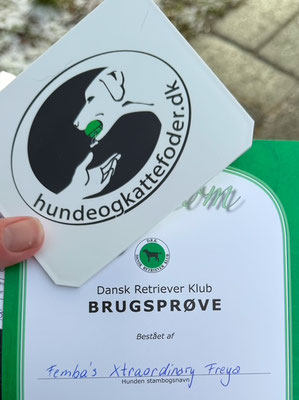 hundeogkattefoder.dk
Dansk Retriever Klub
BRUGSPRØVE
Bestået af
Femba's Xtraordinary Freya
Hunden stambogsnavn